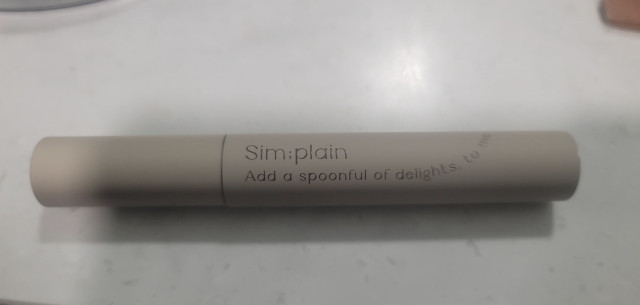 Sim:plain
Add a spoonful of delights to